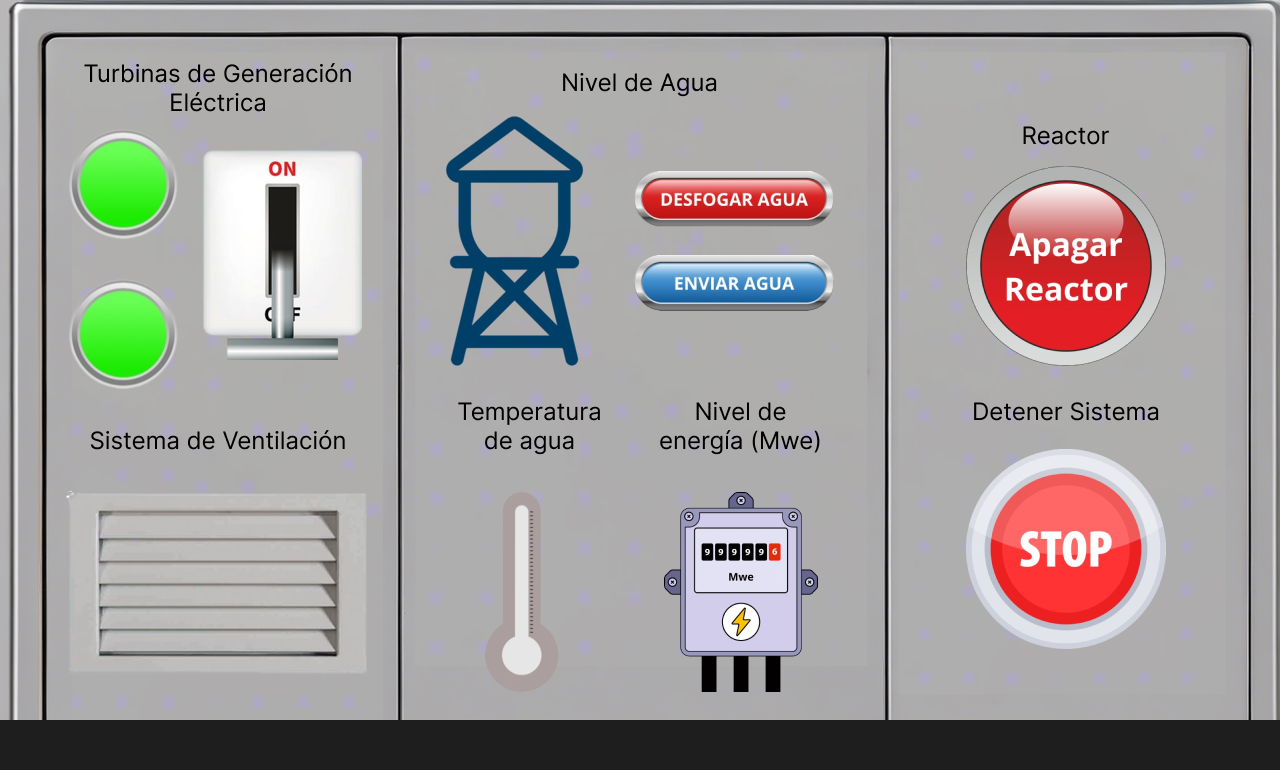 Turbinas de Generación
Eléctrica
ON
Sistema de Ventilación
Nivel de Agua
DESFOGAR AGUA
ENVIAR AGUA
Temperatura
de agua
Nivel de
energía (Mwe)
999996
Mwe
Reactor
Apagar
Reactor
Detener Sistema
STOP